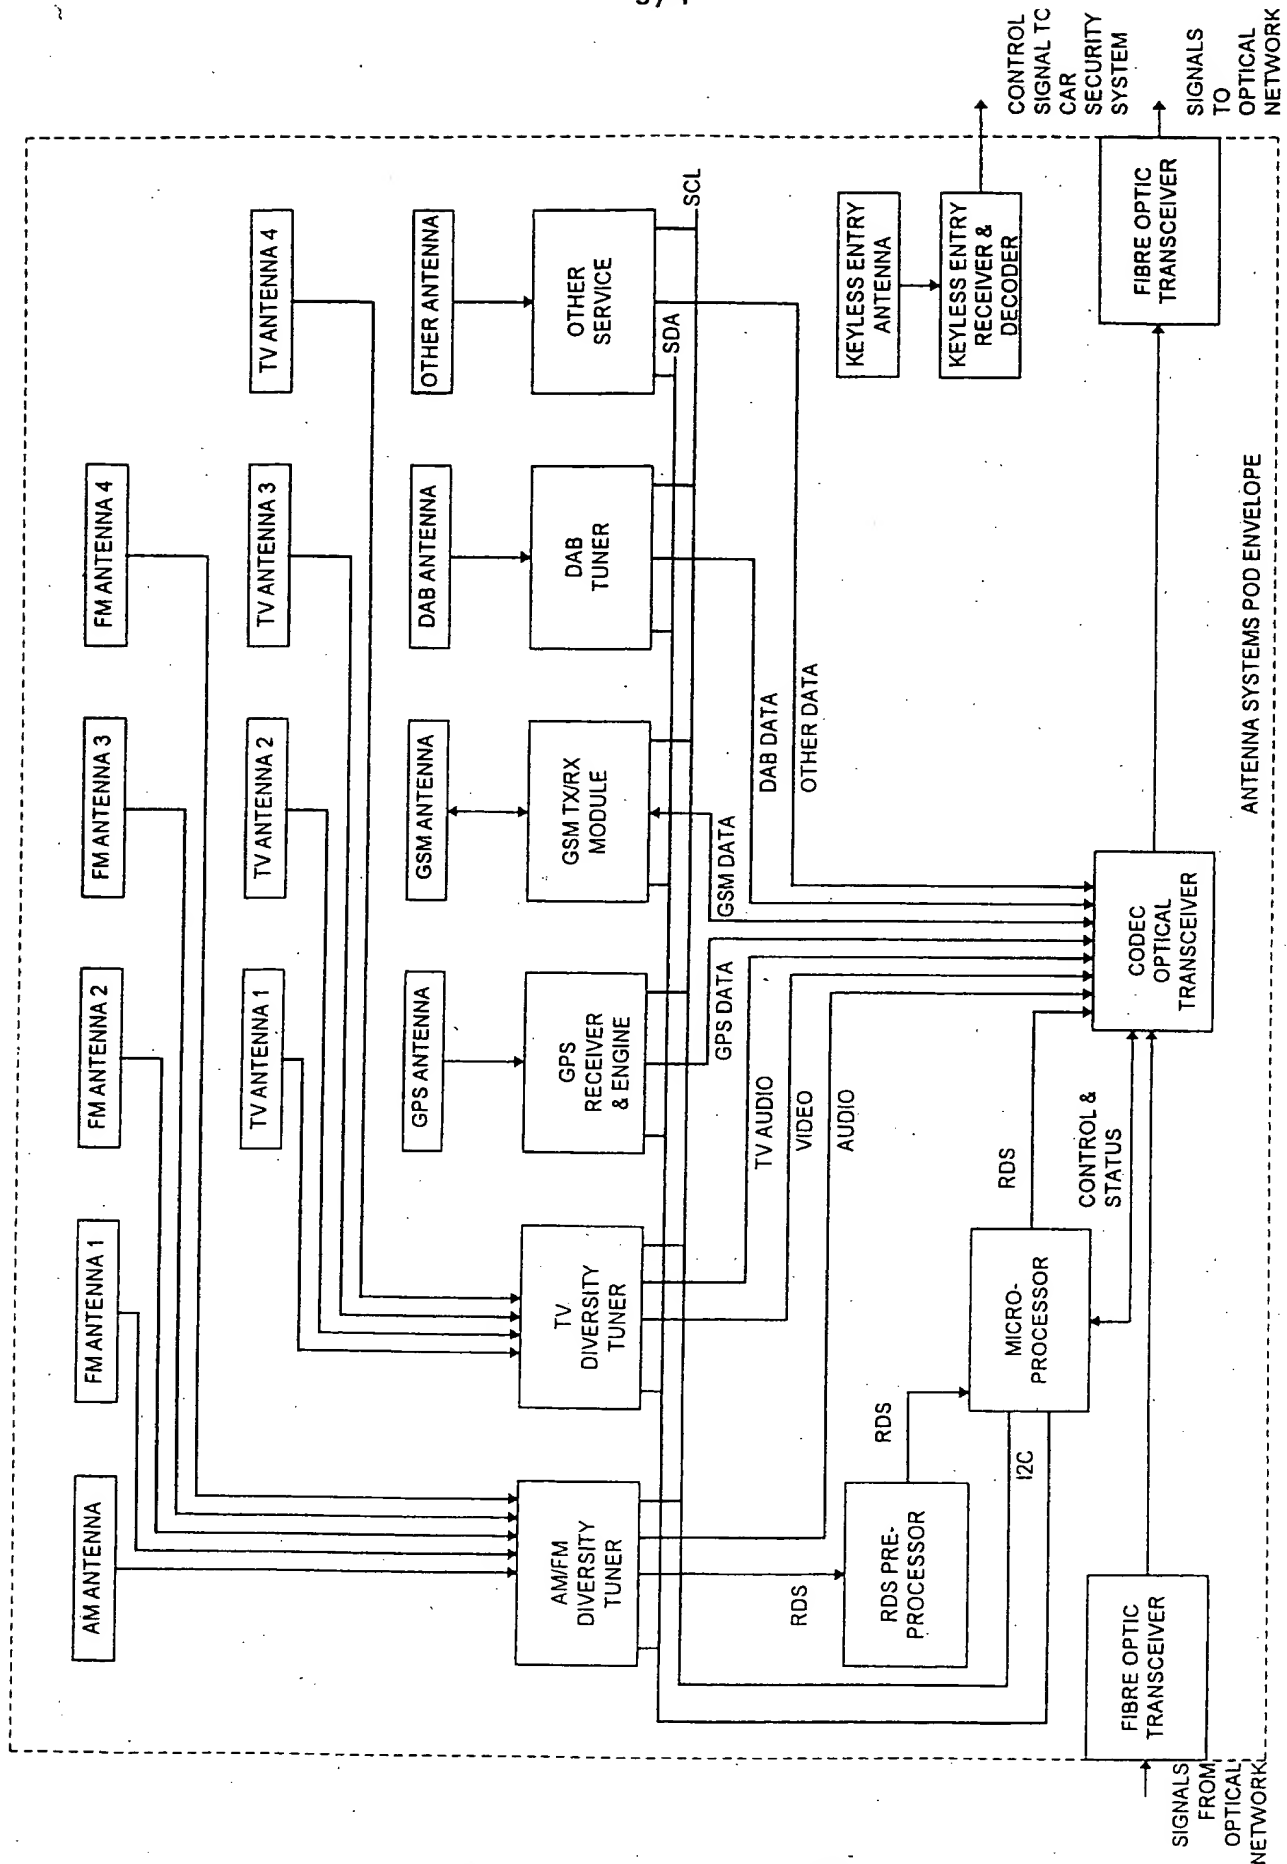 AM ANTENNA
FM ANTENNA 1
FM ANTENNA 2
FM ANTENNA 3
FM ANTENNA 4
TV ANTENNA 1
TV ANTENNA 2
TV ANTENNA 3
TV ANTENNA 4
GPS ANTENNA
GSM ANTENNA
DAB ANTENNA
OTHER ANTENNA
AM/FM
DIVERSITY
TUNER
TV
DIVERSITY
TUNER
GPS
RECEIVER
& ENGINE
GSM TX/RX
MODULE
DAB
TUNER
OTHER
SERVICE
SDA
SCL
RDS
TV AUDIO
VIDEO
AUDIO
GPS DATA
GSM DATA
DAB DATA
OTHER DATA
RDS PRE-
PROCESSOR
RDS
I2C
MICRO-
PROCESSOR
RDS
CONTROL &
STATUS
KEYLESS ENTRY
ANTENNA
KEYLESS ENTRY
RECEIVER &
DECODER
CONTROL
SIGNAL TO
CAR
SECURITY
SYSTEM
SIGNALS
FROM
OPTICAL
NETWORK
FIBRE OPTIC
TRANSCEIVER
CODEC
OPTICAL
TRANSCEIVER
FIBRE OPTIC
TRANSCEIVER
SIGNALS
TO
OPTICAL
NETWORK
ANTENNA SYSTEMS POD ENVELOPE